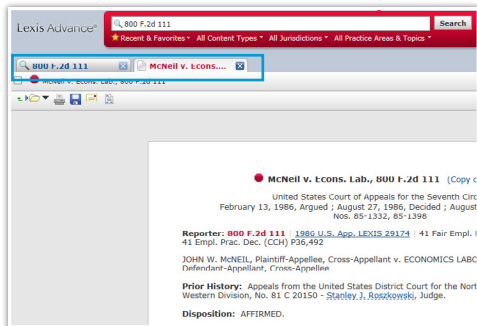 Lexis Advance®
800 F.2d 111
Search
Recent & Favorites All Content Types All Jurisdictions All Practice Areas & Topics
800 F.2d 111
McNeil v. Econs....
McNeil v. Econs. Lab., 800 F.2d 111
McNeil v. Econs. Lab., 800 F.2d 111 (Copy c
United States Court of Appeals for the Seventh Circ
February 13, 1986, Argued ; August 27, 1986, Decided ; August
Nos. 85-1332, 85-1398
Reporter: 800 F.2d 111 | 1986 U.S. App. LEXIS 29174 | 41 Fair Empl.
41 Empl. Prac. Dec. (CCH) P36,492
JOHN W. McNEIL, Plaintiff-Appellee, Cross-Appellant v. ECONOMICS LABO
Defendant-Appellant, Cross-Appellee
Prior History: Appeals from the United States District Court for the Nort
Western Division, No. 81 C 20150 - Stanley J. Roszkowski, Judge.
Disposition: AFFIRMED.